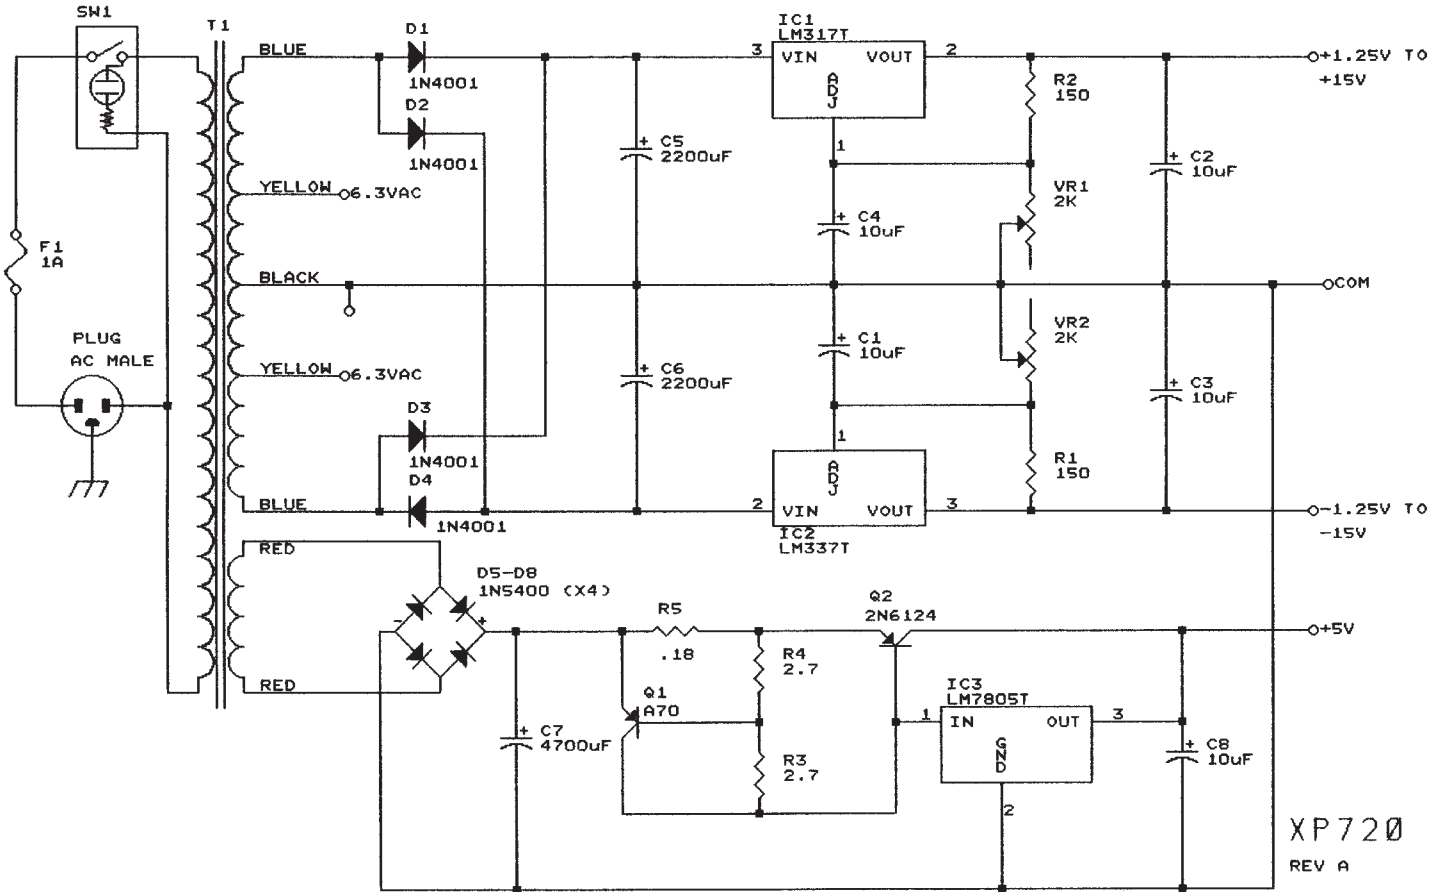 SW1
T1
BLUE
D1
1N4001
D2
1N4001
IC1
LM317T
3
VIN
VOUT
ADJ
2
1
+1.25V TO
+15V
R2
150
C5
2200uF
C2
10uF
YELLOW
6.3VAC
VR1
2K
C4
10uF
F1
1A
BLACK
COM
PLUG
AC MALE
VR2
2K
C1
10uF
YELLOW
6.3VAC
C6
2200uF
C3
10uF
D3
1N4001
D4
1N4001
1
ADJ
R1
150
BLUE
2
VIN
VOUT
3
IC2
LM337T
-1.25V TO
-15V
RED
D5-D8
1N5400 (X4)
-
+
R5
.18
Q2
2N6124
+5V
R4
2.7
RED
Q1
A70
IC3
LM7805T
1
IN
OUT
3
GND
2
C7
4700uF
R3
2.7
C8
10uF
+
+
+
+
+
+
+
+
XP720
REV A